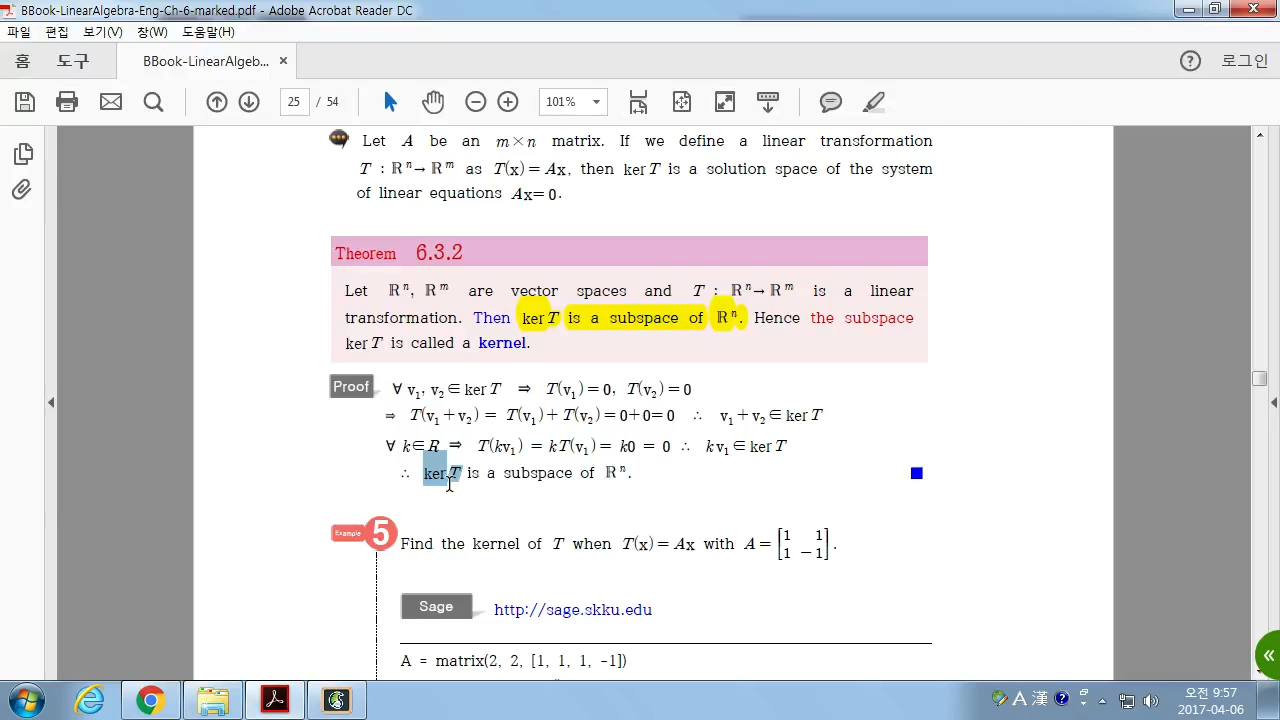 BBook-LinearAlgebra-Eng-Ch-6-marked.pdf - Adobe Acrobat Reader DC
파일 편집 보기(V) 창(W) 도움말(H)
홈 도구 BBook-LinearAlgeb... × 로그인
25 / 54 101%
Let A be an m×n matrix. If we define a linear transformation
T : ℝⁿ→ ℝᵐ as T(x)=Ax, then ker T is a solution space of the system
of linear equations Ax=0.
Theorem 6.3.2
Let ℝⁿ, ℝᵐ are vector spaces and T : ℝⁿ→ℝᵐ is a linear
transformation. Then ker T is a subspace of ℝⁿ. Hence the subspace
ker T is called a kernel.
Proof ∀ v₁, v₂∈ker T ⇒ T(v₁)=0, T(v₂)=0
⇒ T(v₁+v₂)= T(v₁)+T(v₂)=0+0=0 ∴ v₁+v₂∈ker T
∀ k∈R ⇒ T(kv₁)=kT(v₁)=k0=0 ∴ kv₁∈ker T
∴ ker T is a subspace of ℝⁿ.
Example 5 Find the kernel of T when T(x)=Ax with A=[1 1
1 −1].
Sage http://sage.skku.edu
A = matrix(2, 2, [1, 1, 1, -1])
A 漢
오전 9:57
2017-04-06